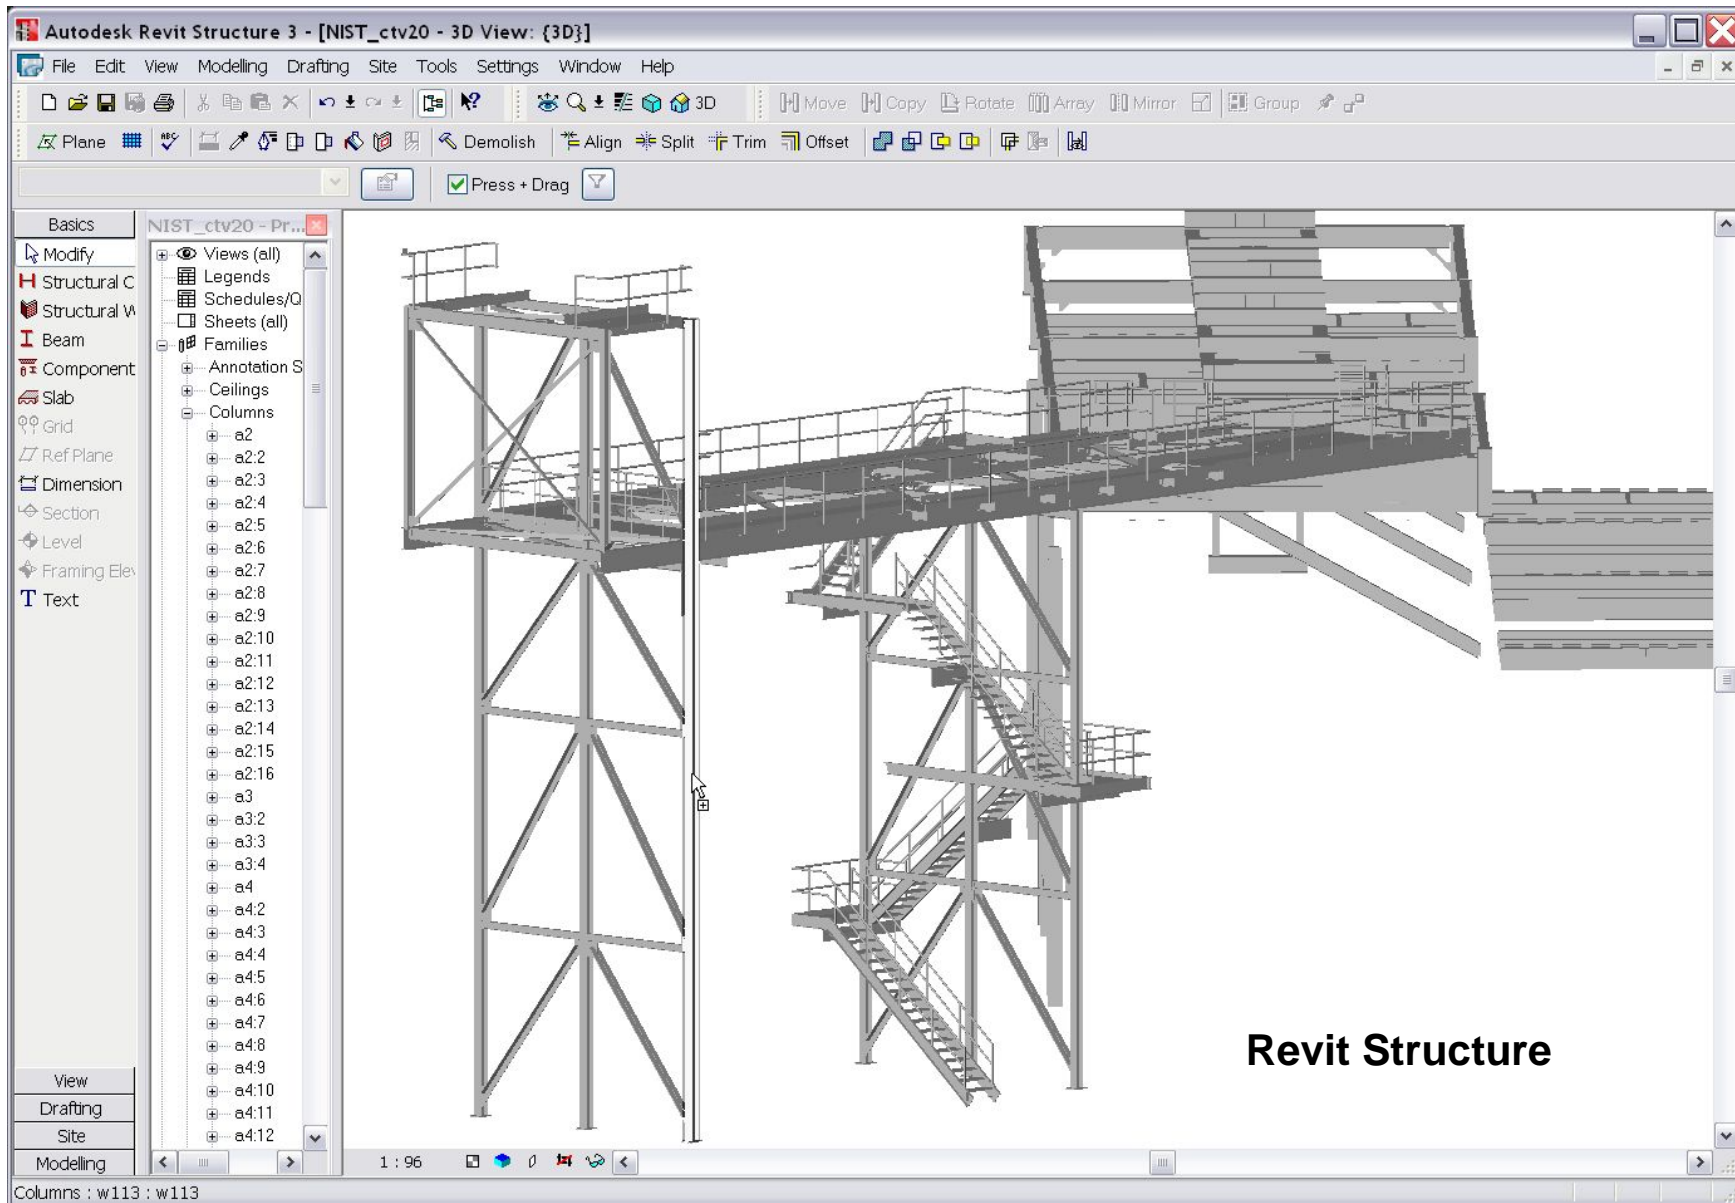 Autodesk Revit Structure 3 - [NIST_ctv20 - 3D View: {3D}]
File Edit View Modelling Drafting Site Tools Settings Window Help
3D Move Copy Rotate Array Mirror Group
Plane Demolish Align Split Trim Offset
Press + Drag
Basics
Modify
Structural C
Structural W
Beam
Component
Slab
Grid
Ref Plane
Dimension
Section
Level
Framing Elev
Text
View
Drafting
Site
Modelling
NIST_ctv20 - Pr...
Views (all)
Legends
Schedules/Q
Sheets (all)
Families
Annotation S
Ceilings
Columns
a2
a2:2
a2:3
a2:4
a2:5
a2:6
a2:7
a2:8
a2:9
a2:10
a2:11
a2:12
a2:13
a2:14
a2:15
a2:16
a3
a3:2
a3:3
a3:4
a4
a4:2
a4:3
a4:4
a4:5
a4:6
a4:7
a4:8
a4:9
a4:10
a4:11
a4:12
Revit Structure
1 : 96
Columns : w113 : w113